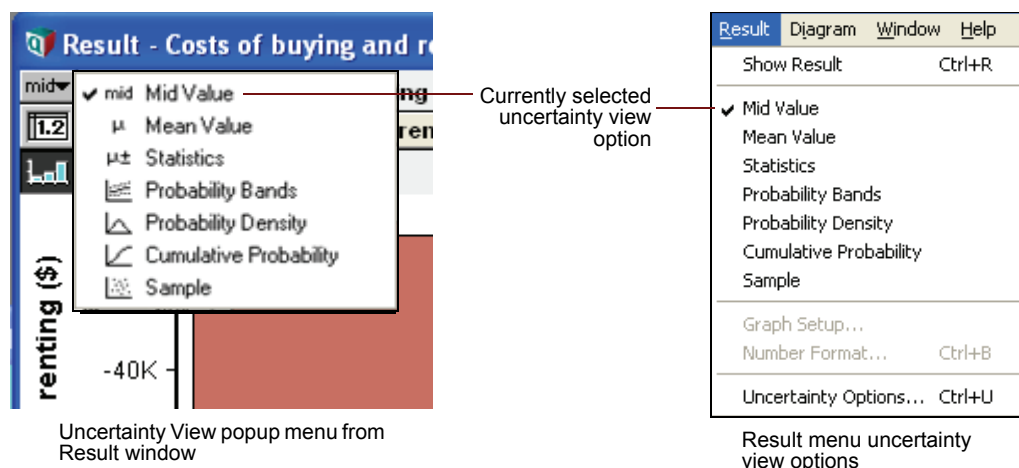 Result - Costs of buying and re
mid
✔ mid Mid Value
ng
μ Mean Value
1.2
ren
μ± Statistics
Probability Bands
Probability Density
Cumulative Probability
Sample
renting ($)
-40K
Uncertainty View popup menu from
Result window
Currently selected
uncertainty view
option
Result Diagram Window Help
Show Result Ctrl+R
✔ Mid Value
Mean Value
Statistics
Probability Bands
Probability Density
Cumulative Probability
Sample
Graph Setup...
Number Format... Ctrl+B
Uncertainty Options... Ctrl+U
Result menu uncertainty
view options